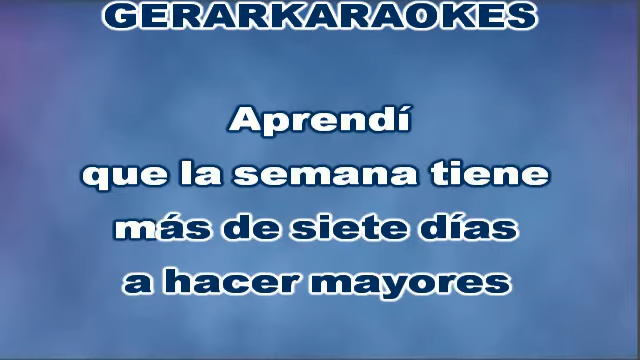 GERARKARAOKES
Aprendí
que la semana tiene
más de siete días
a hacer mayores